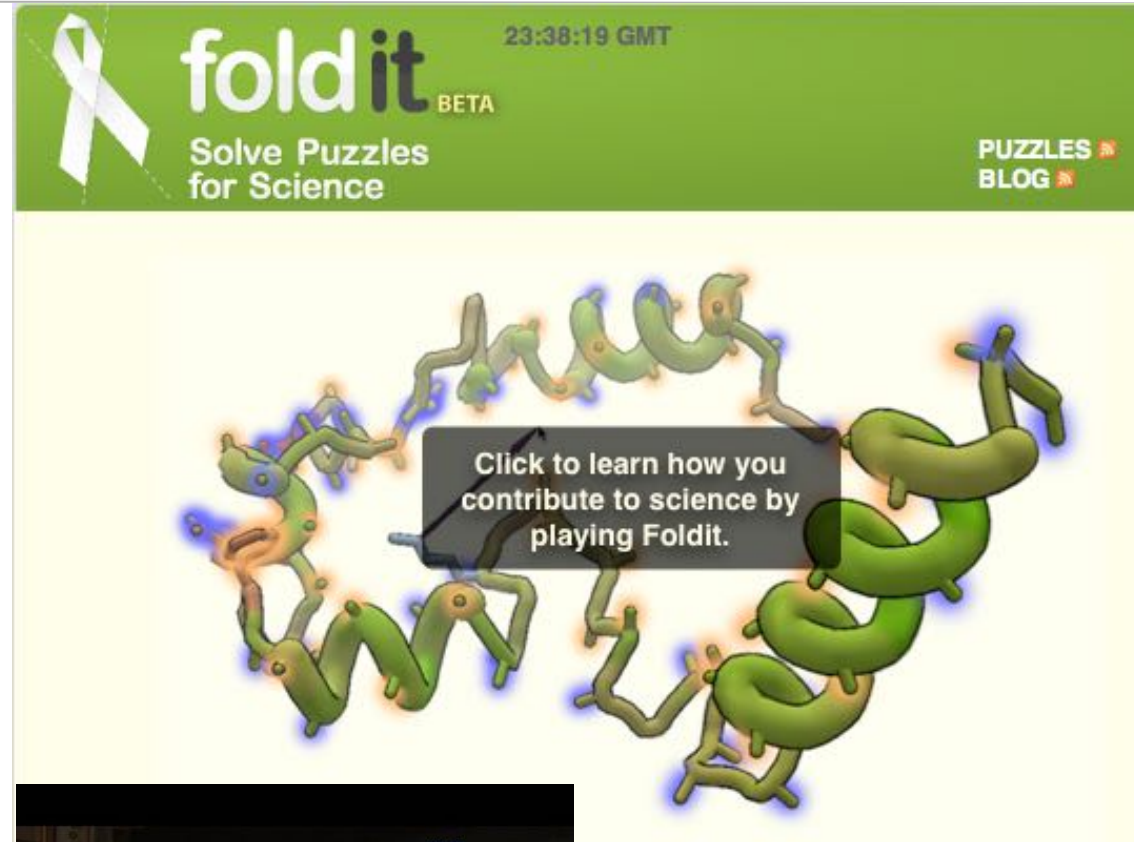 23:38:19 GMT
foldit BETA
Solve Puzzles
for Science
PUZZLES
BLOG
Click to learn how you
contribute to science by
playing Foldit.